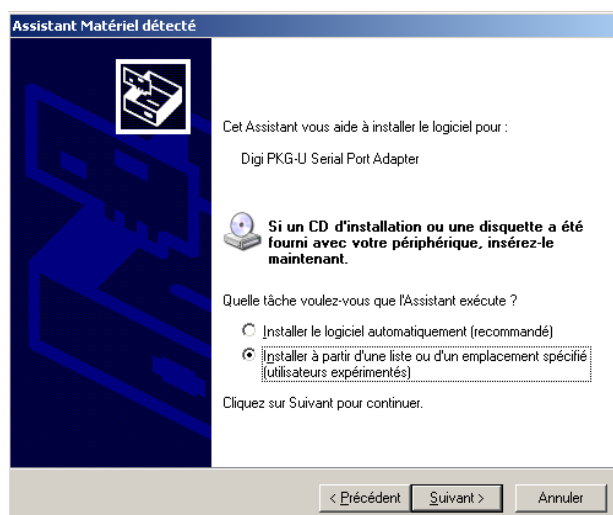 Assistant Matériel détecté
Cet Assistant vous aide à installer le logiciel pour :
Digi PKG-U Serial Port Adapter
Si un CD d'installation ou une disquette a été
fourni avec votre périphérique, insérez-le
maintenant.
Quelle tâche voulez-vous que l'Assistant exécute ?
Installer le logiciel automatiquement (recommandé)
Installer à partir d'une liste ou d'un emplacement spécifié
(utilisateurs expérimentés)
Cliquez sur Suivant pour continuer.
< Précédent Suivant > Annuler